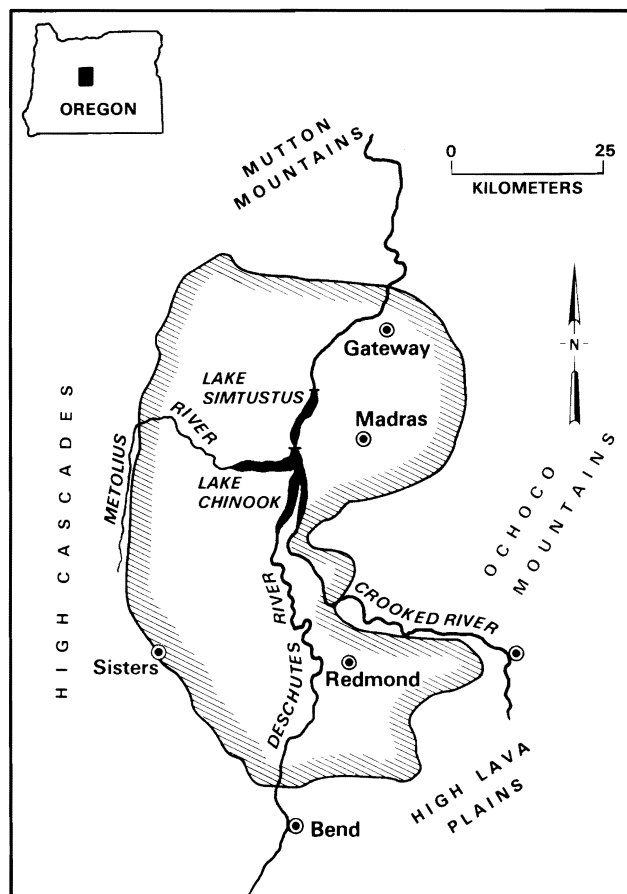 OREGON
MUTTON
MOUNTAINS
0 25
KILOMETERS
N
Gateway
LAKE
SIMTUSTUS
Madras
RIVER
METOLIUS
LAKE
CHINOOK
HIGH CASCADES
OCHOCO
MOUNTAINS
CROOKED RIVER
RIVER
DESCHUTES
Sisters
Redmond
HIGH LAVA
PLAINS
Bend